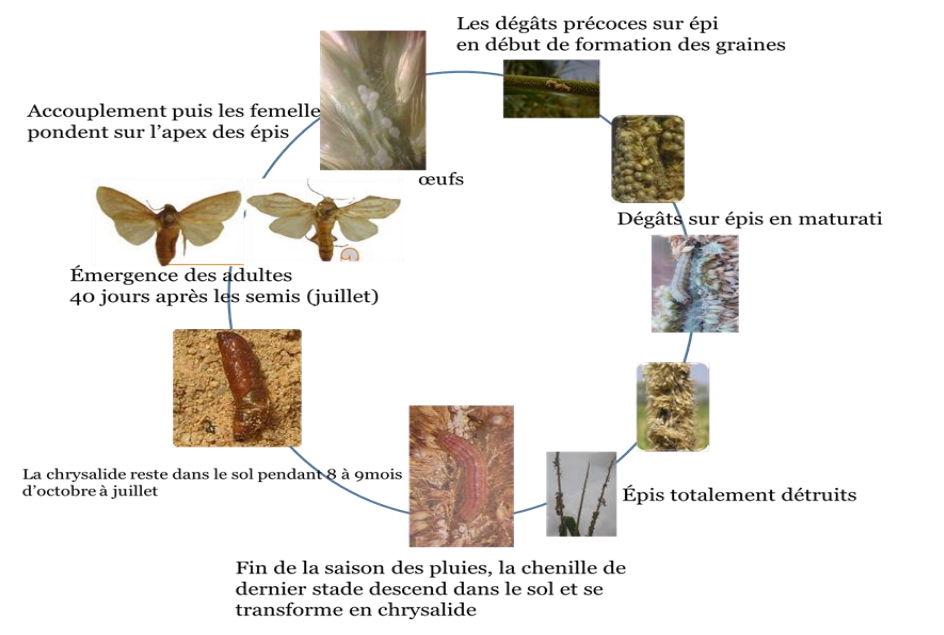 Les dégâts précoces sur épi
en début de formation des graines
Accouplement puis les femelle
pondent sur l'apex des épis
œufs
Dégâts sur épis en maturati
Émergence des adultes
40 jours après les semis (juillet)
La chrysalide reste dans le sol pendant 8 à 9mois
d'octobre à juillet
Épis totalement détruits
Fin de la saison des pluies, la chenille de
dernier stade descend dans le sol et se
transforme en chrysalide